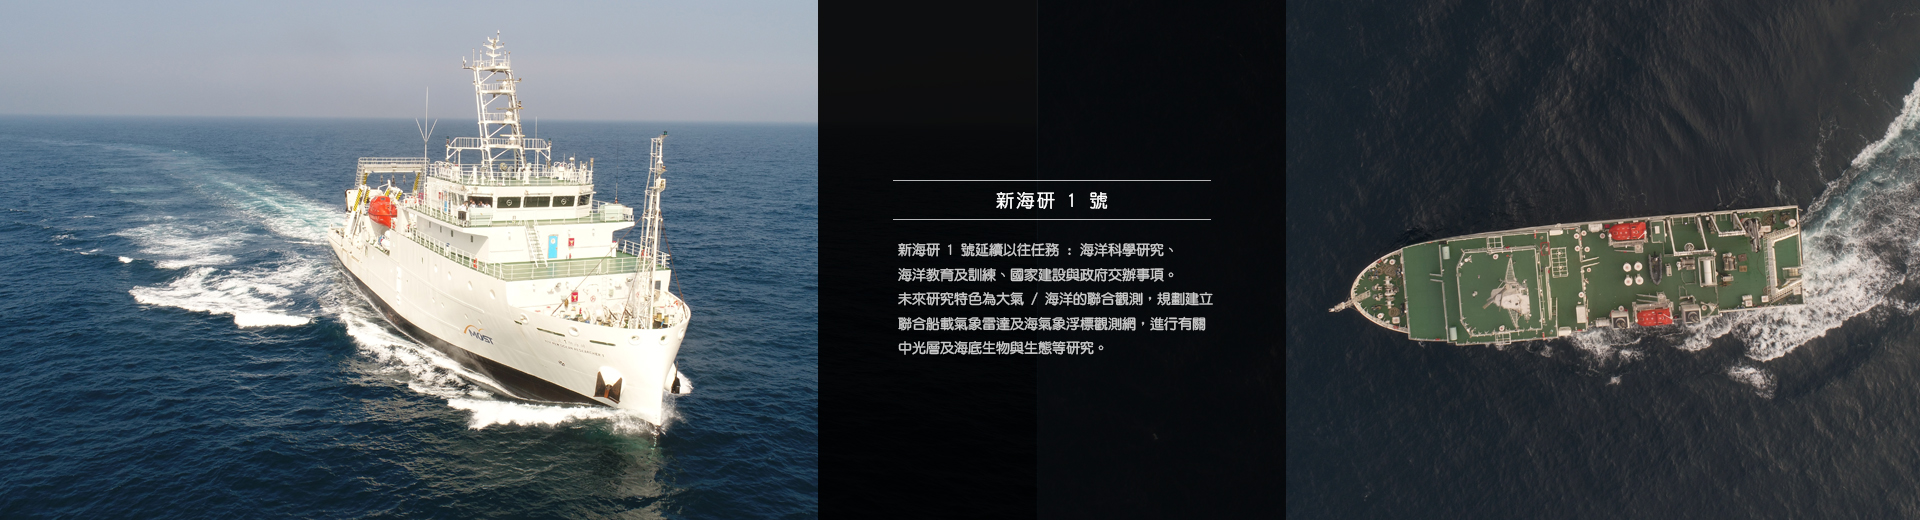 MOST
新海研 1 號
新海研 1 號延續以往任務 : 海洋科學研究、
海洋教育及訓練、國家建設與政府交辦事項。
未來研究特色為大氣 / 海洋的聯合觀測，規劃建立
聯合船載氣象雷達及海氣象浮標觀測網，進行有關
中光層及海底生物與生態等研究。